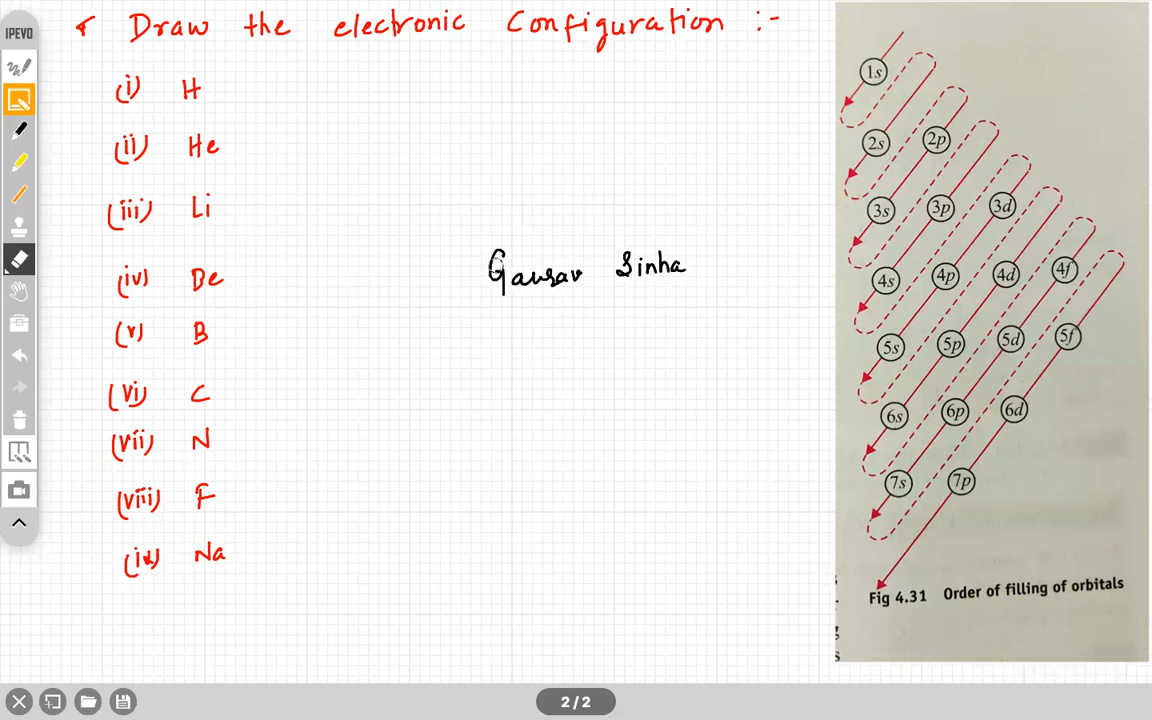 IPEVO
* Draw the electronic Configuration :-
(i) H
(ii) He
(iii) Li
(iv) Be
(v) B
(vi) C
(vii) N
(viii) F
(ix) Na
Gaurav Sinha
1s
2s 2p
3s 3p 3d
4s 4p 4d 4f
5s 5p 5d 5f
6s 6p 6d
7s 7p
Fig 4.31 Order of filling of orbitals
2/2